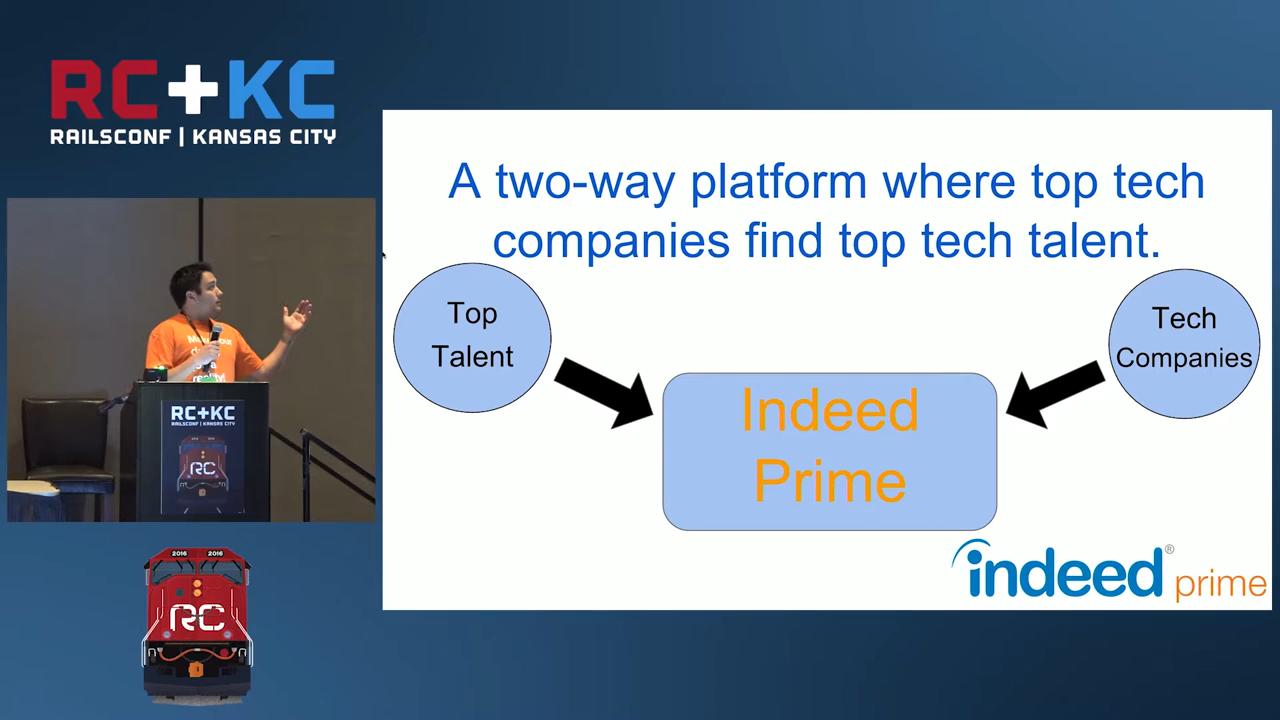 RC+KC
RAILSCONF | KANSAS CITY
A two-way platform where top tech
companies find top tech talent.
Top
Talent
Tech
Companies
Indeed
Prime
indeed® prime
RC+KC
RAILSCONF | KANSAS CITY
RC
2016 2016
RC